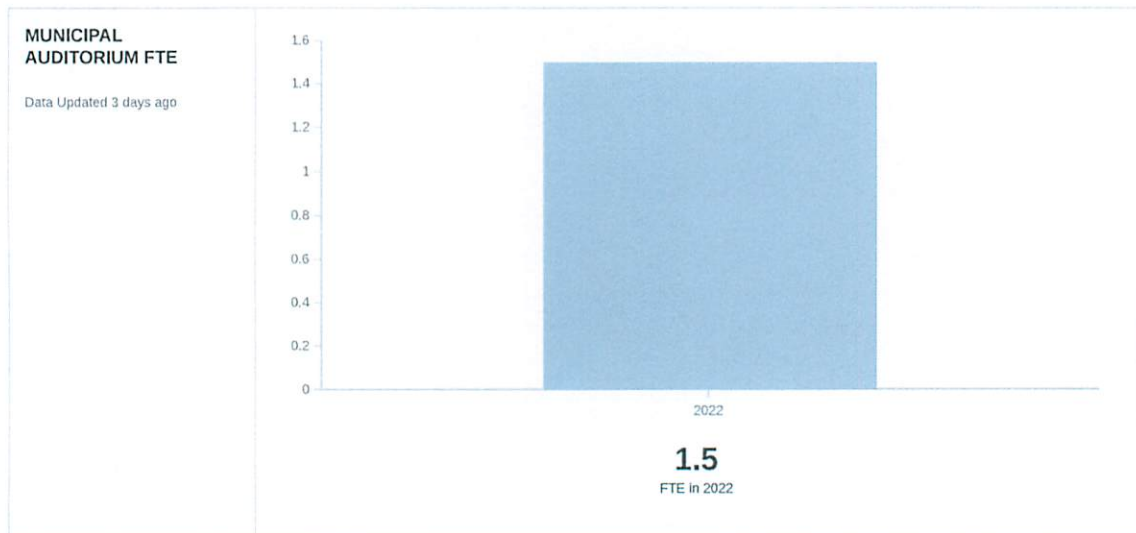 MUNICIPAL
AUDITORIUM FTE
Data Updated 3 days ago
1.6
1.4
1.2
1
0.8
0.6
0.4
0.2
0
2022
1.5
FTE in 2022